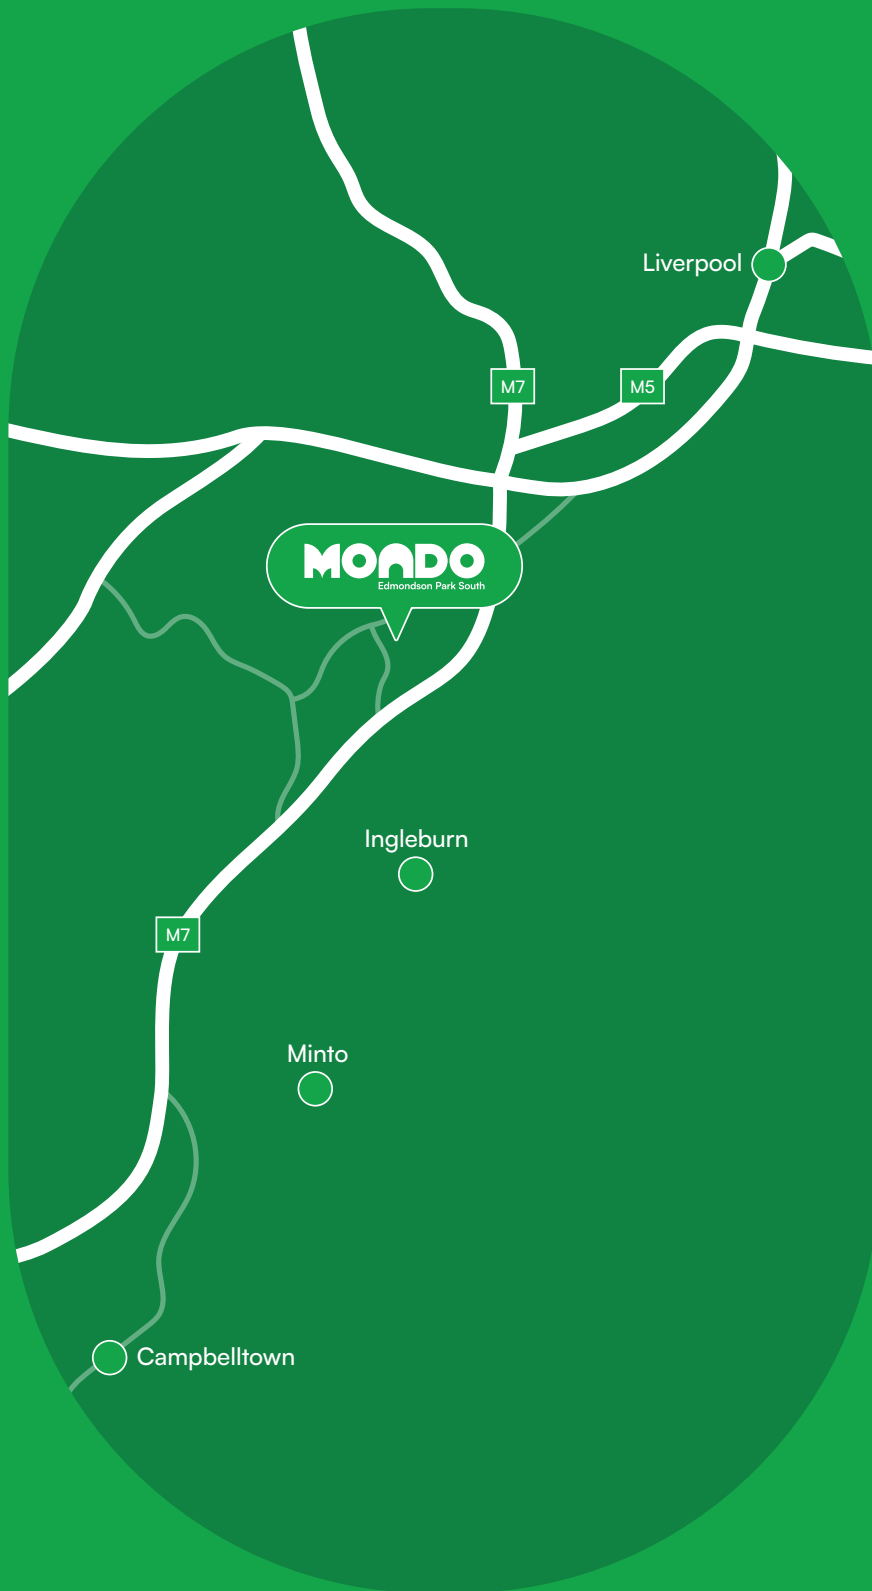 Liverpool
M7
M5
MONDO
Edmondson Park South
Ingleburn
M7
Minto
Campbelltown